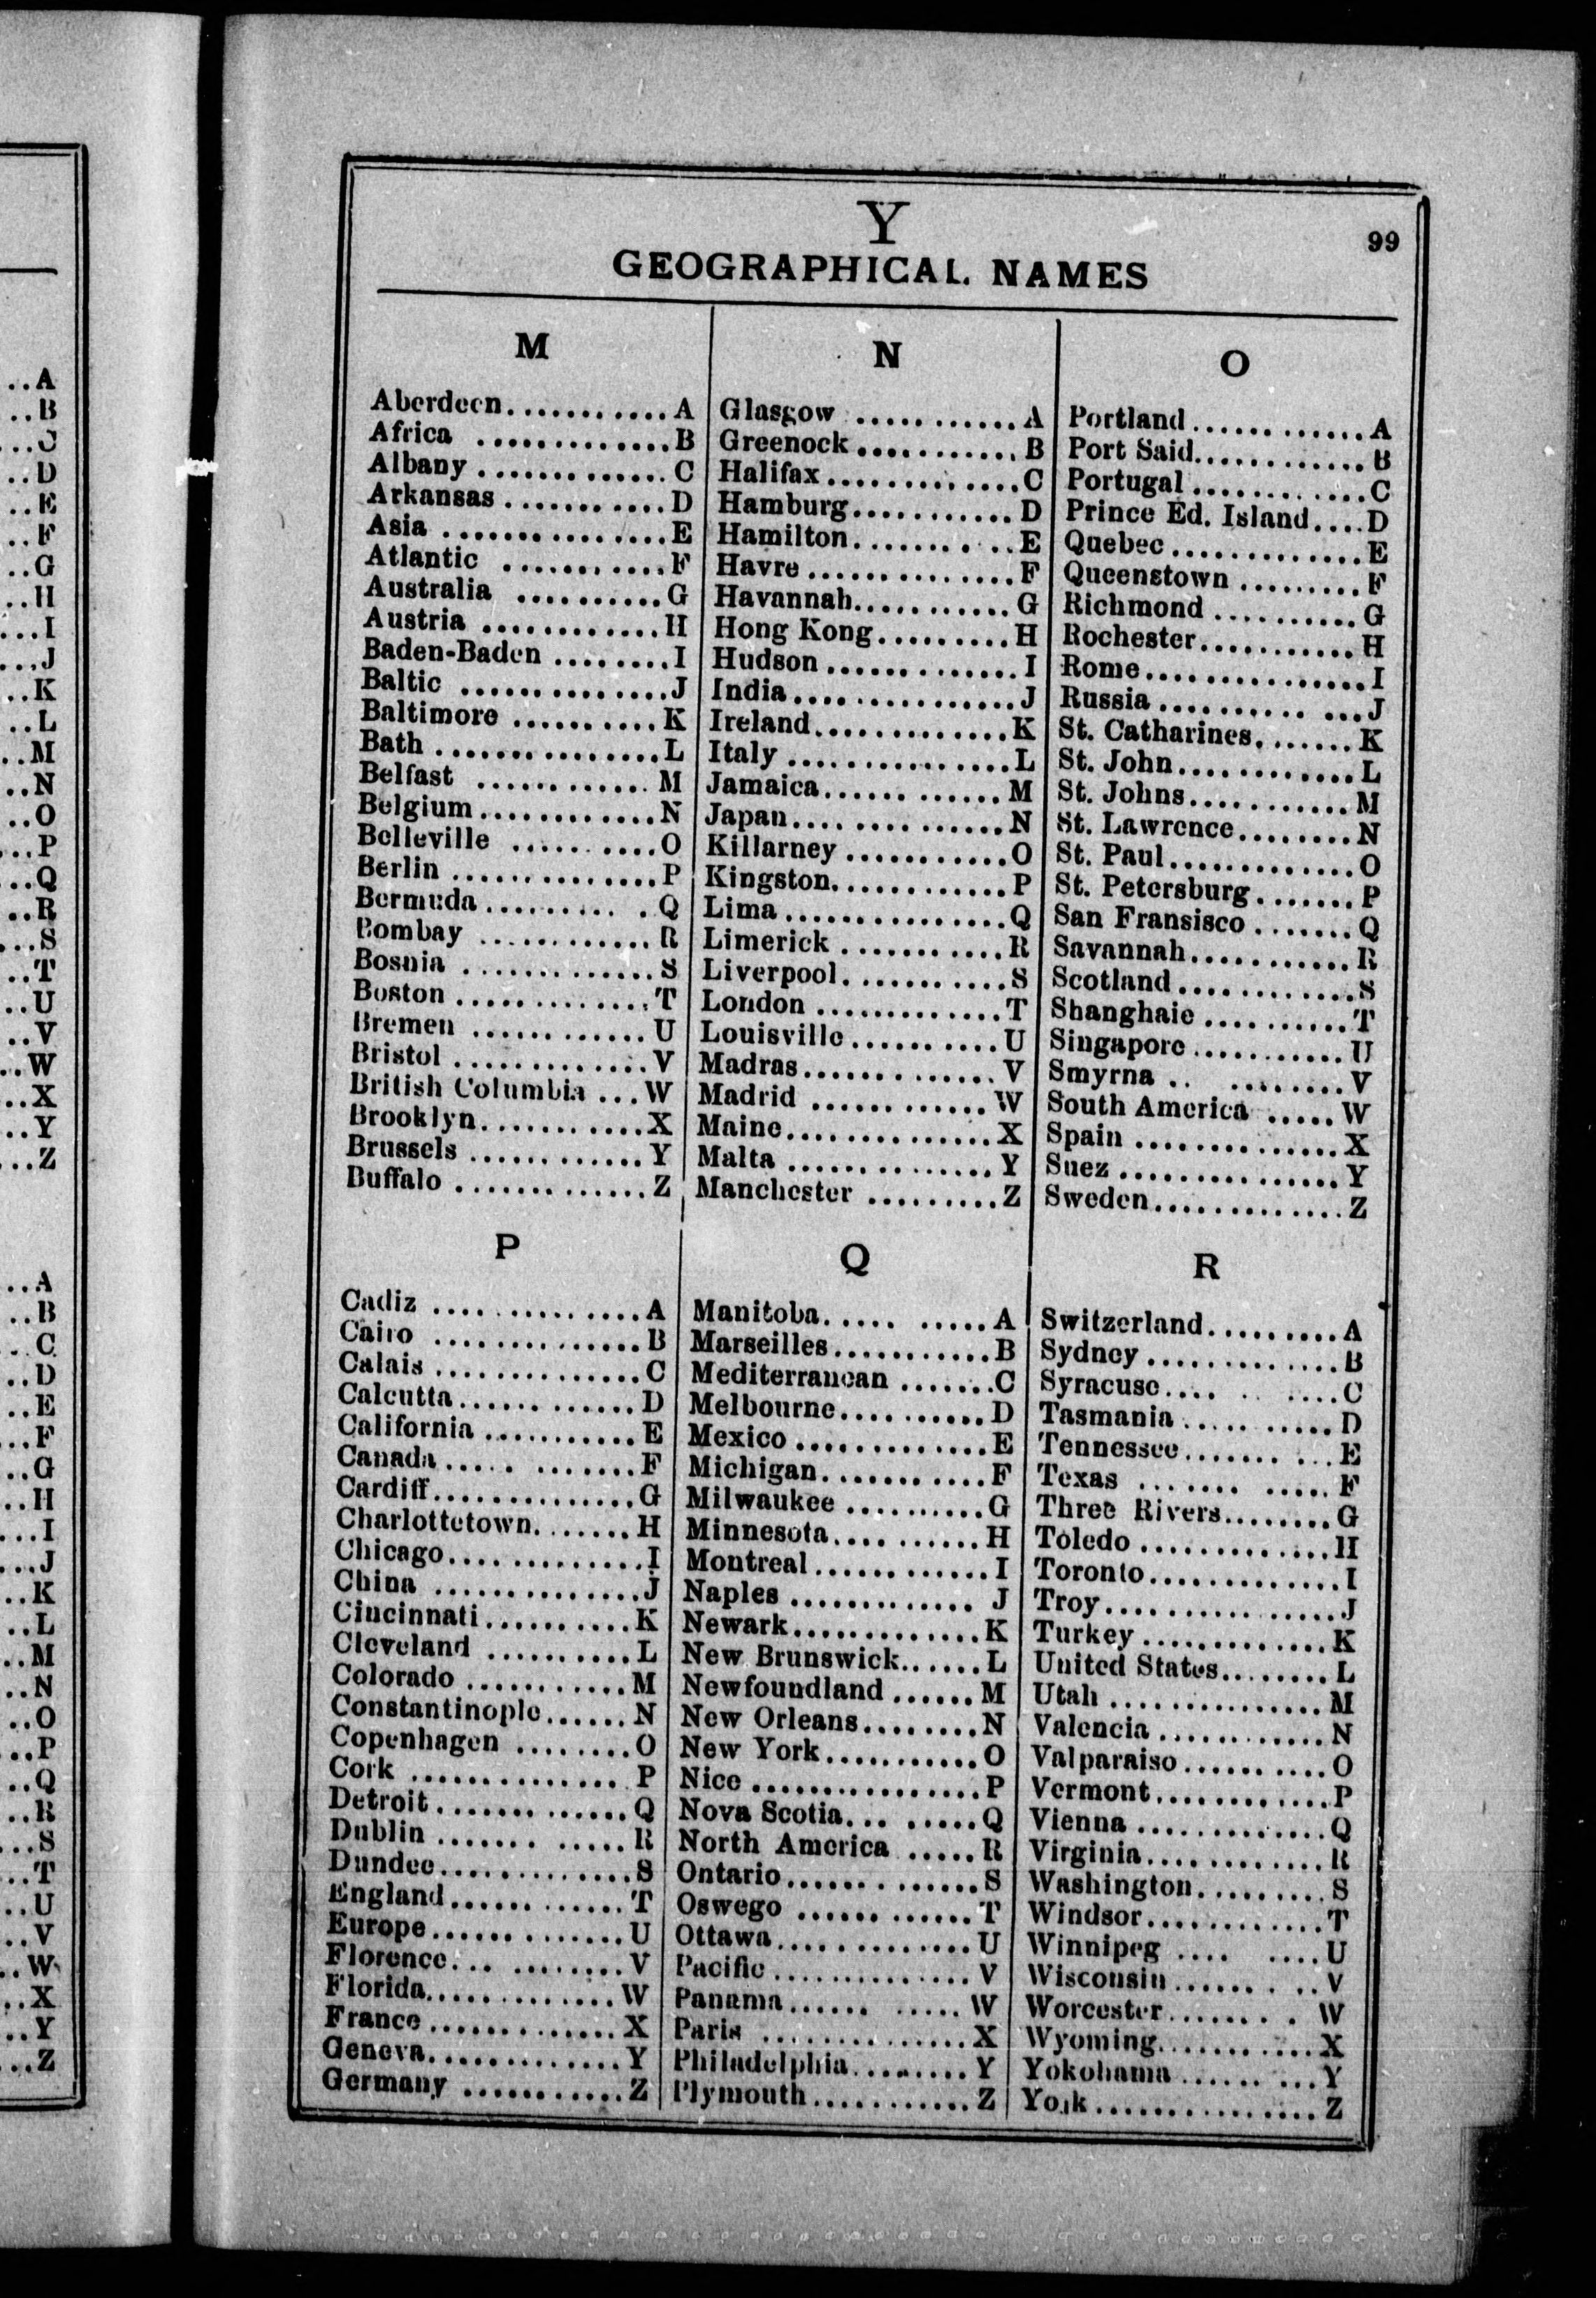 ..A
..B
...C
..D
..E
..F
..G
..H
...I
...J
..K
..L
..M
..N
..O
...P
...Q
..R
...S
..T
..U
..V
..W
..X
..Y
...Z
..A
..B
...C
..D
..E
...F
..G
..H
...I
...J
..K
..L
..M
..N
..O
...P
..Q
..R
...S
...T
..U
..V
..W
..X
..Y
...Z
Y
99
GEOGRAPHICAL NAMES
M
Aberdeen............A
Africa .............B
Albany .............C
Arkansas ...........D
Asia ...............E
Atlantic ...........F
Australia ..........G
Austria ............H
Baden-Baden ........I
Baltic .............J
Baltimore ..........K
Bath ...............L
Belfast ............M
Belgium.............N
Belleville .........O
Berlin .............P
Bermuda.............Q
Bombay .............R
Bosnia .............S
Boston .............T
Bremen .............U
Bristol ............V
British Columbia ...W
Brooklyn............X
Brussels ...........Y
Buffalo ............Z
N
Glasgow ............A
Greenock............B
Halifax.............C
Hamburg.............D
Hamilton............E
Havre...............F
Havannah............G
Hong Kong...........H
Hudson..............I
India...............J
Ireland.............K
Italy ..............L
Jamaica.............M
Japan...............N
Killarney ..........O
Kingston............P
Lima................Q
Limerick ...........R
Liverpool...........S
London .............T
Louisville..........U
Madras..............V
Madrid .............W
Maine...............X
Malta ..............Y
Manchester .........Z
O
Portland............A
Port Said...........B
Portugal............C
Prince Ed. Island....D
Quebec..............E
Queenstown .........F
Richmond ...........G
Rochester...........H
Rome................I
Russia..............J
St. Catharines.......K
St. John............L
St. Johns...........M
St. Lawrence........N
St. Paul............O
St. Petersburg.......P
San Fransisco.......Q
Savannah............R
Scotland............S
Shanghaie ..........T
Singapore...........U
Smyrna .. .........V
South America .....W
Spain ..............X
Suez ...............Y
Sweden..............Z
P
Cadiz ..............A
Cairo ..............B
Calais .............C
Calcutta............D
California ..........E
Canada..............F
Cardiff..............G
Charlottetown.......H
Chicago.............I
China ..............J
Cincinnati..........K
Cleveland ..........L
Colorado ...........M
Constantinople......N
Copenhagen ........O
Cork ...............P
Detroit.............Q
Dublin .............R
Dundee..............S
England.............T
Europe..............U
Florence............V
Florida.............W
France..............X
Geneva..............Y
Germany ...........Z
Q
Manitoba............A
Marseilles...........B
Mediterranean .......C
Melbourne...........D
Mexico .............E
Michigan............F
Milwaukee ..........G
Minnesota...........H
Montreal............I
Naples .............J
Newark..............K
New Brunswick......L
Newfoundland ......M
New Orleans........N
New York...........O
Nice................P
Nova Scotia.........Q
North America .....R
Ontario.............S
Oswego ............T
Ottawa..............U
Pacific..............V
Panama.............W
Paris ..............X
Philadelphia.........Y
Plymouth............Z
R
Switzerland.........A
Sydney..............B
Syracuse............C
Tasmania ...........D
Tennessee...........E
Texas ..............F
Three Rivers........G
Toledo .............H
Toronto.............I
Troy................J
Turkey .............K
United States........L
Utah ...............M
Valencia............N
Valparaiso..........O
Vermont.............P
Vienna .............Q
Virginia............R
Washington.........S
Windsor.............T
Winnipeg .... ....U
Wisconsin...........V
Worcester.........W
Wyoming............X
Yokohama..........Y
York................Z